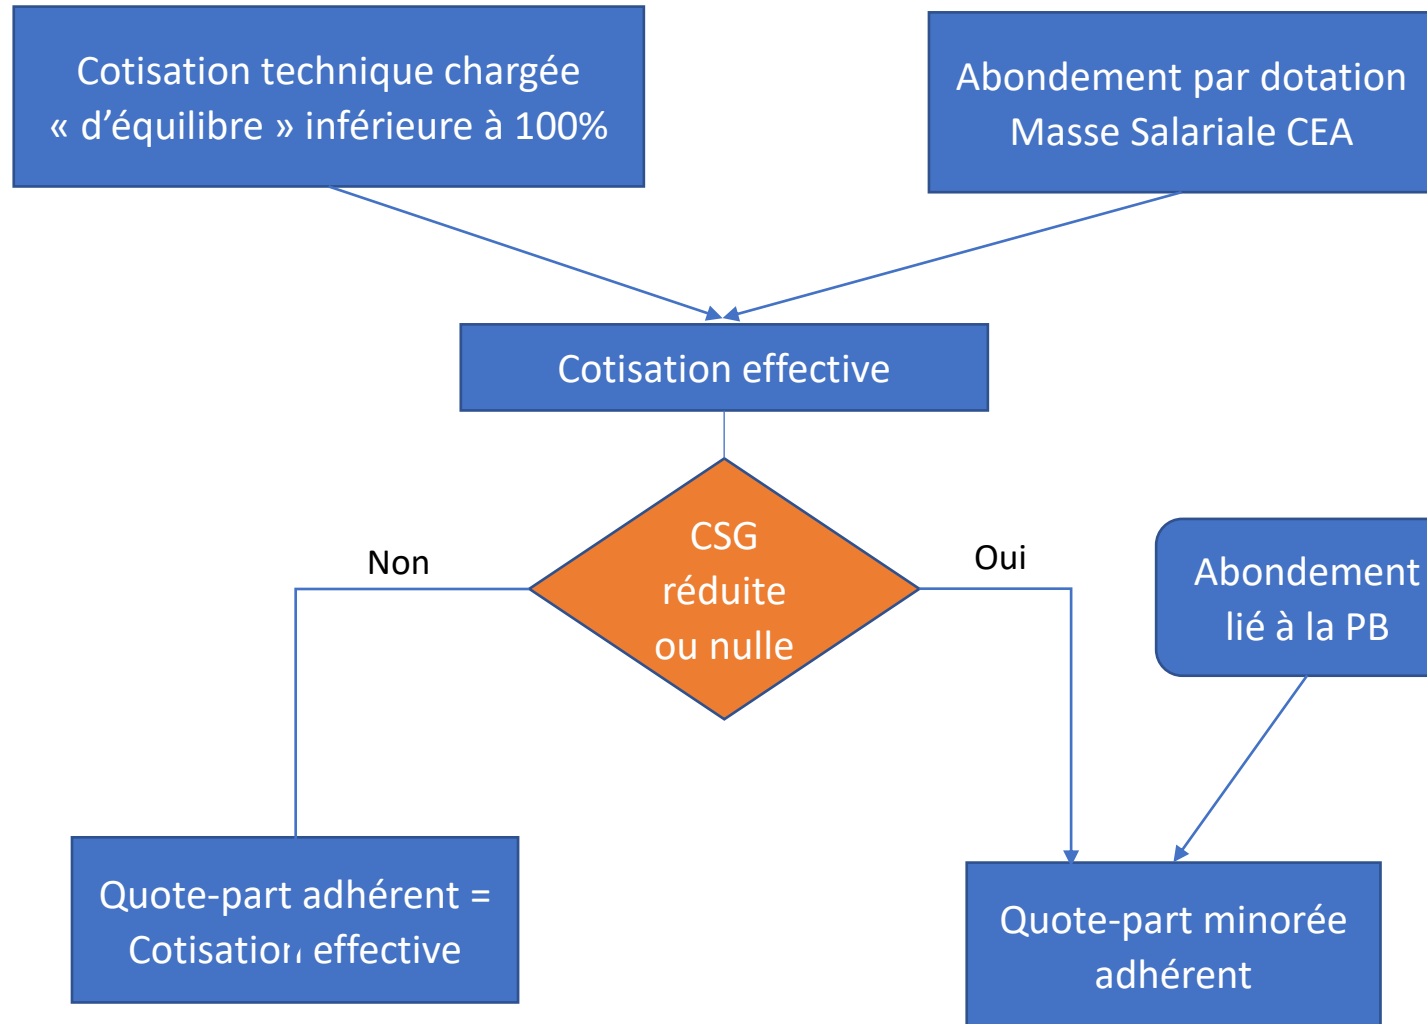 Cotisation technique chargée
« d'équilibre » inférieure à 100%
Abondement par dotation
Masse Salariale CEA
Cotisation effective
CSG
réduite
ou nulle
Non
Oui
Abondement
lié à la PB
Quote-part adhérent =
Cotisation effective
Quote-part minorée
adhérent